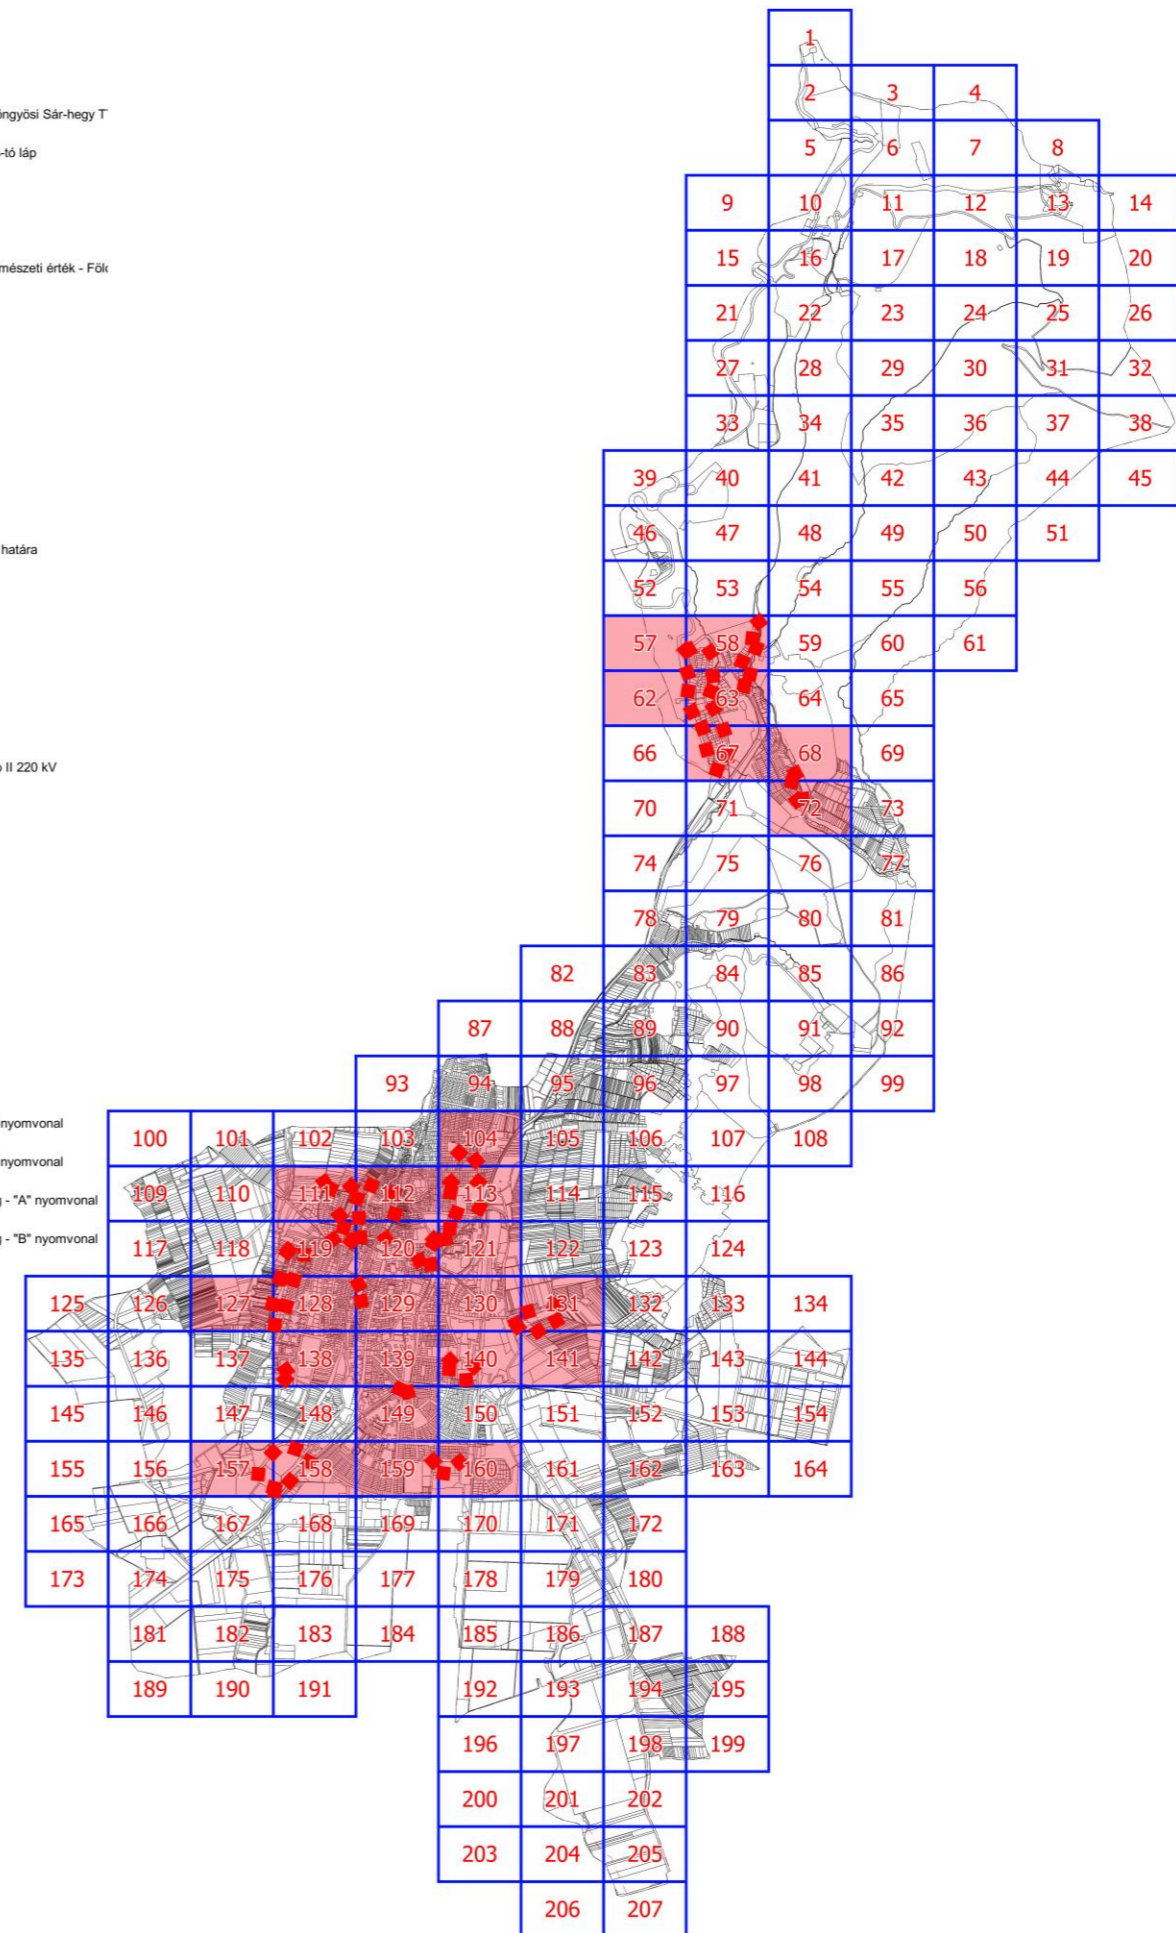 1
öngyösi Sár-hegy T
2 3 4
-tó láp
5 6 7 8
9 10 11 12 13 14
15 16 17 18 19 20
mészeti érték - Föl
21 22 23 24 25 26
27 28 29 30 31 32
33 34 35 36 37 38
39 40 41 42 43 44 45
46 47 48 49 50 51
határa
52 53 54 55 56
57 58 59 60 61
62 63 64 65
66 67 68 69
II 220 kV
70 71 72 73
74 75 76 77
78 79 80 81
82 83 84 85 86
87 88 89 90 91 92
93 94 95 96 97 98 99
nyomvonal
100 101 102 103 104 105 106 107 108
nyomvonal
109 110 111 112 113 114 115 116
- "A" nyomvonal
- "B" nyomvonal
117 118 119 120 121 122 123 124
125 126 127 128 129 130 131 132 133 134
135 136 137 138 139 140 141 142 143 144
145 146 147 148 149 150 151 152 153 154
155 156 157 158 159 160 161 162 163 164
165 166 167 168 169 170 171 172
173 174 175 176 177 178 179 180
181 182 183 184 185 186 187 188
189 190 191 192 193 194 195
196 197 198 199
200 201 202
203 204 205
206 207